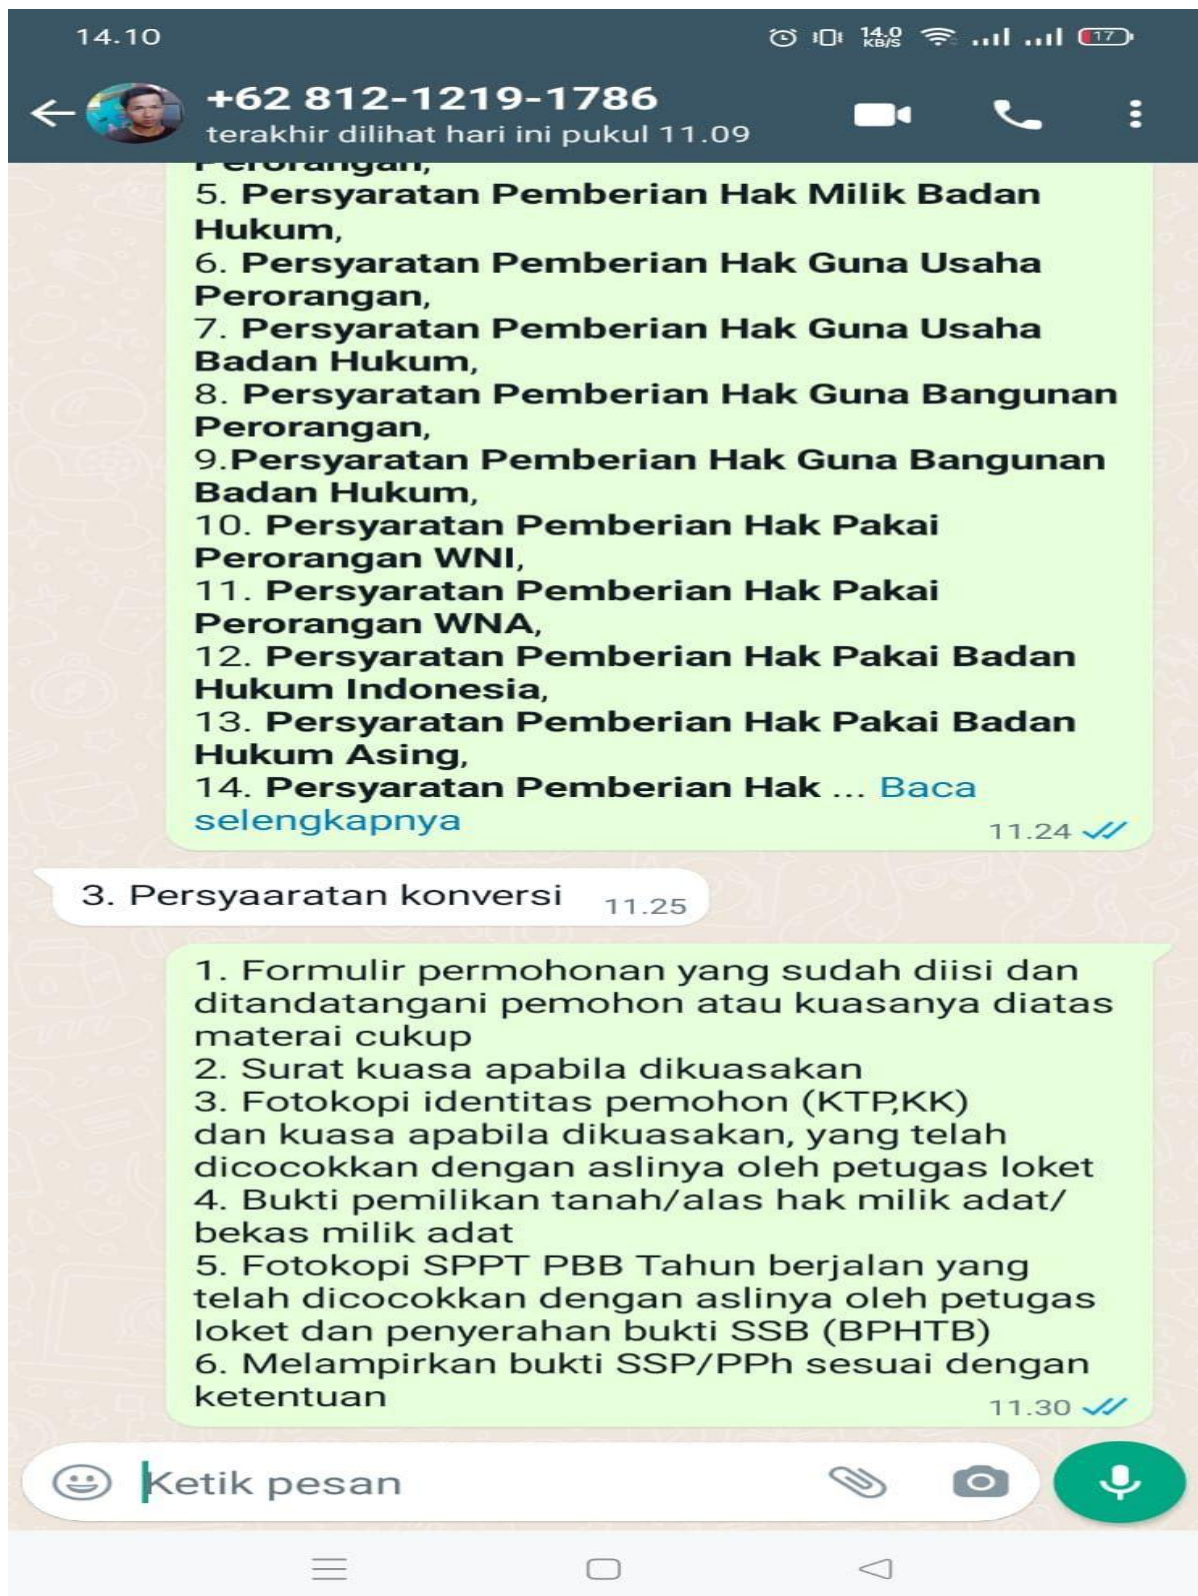 14.10
14.0
KB/S
17
+62 812-1219-1786
terakhir dilihat hari ini pukul 11.09
Perorangan,
5. Persyaratan Pemberian Hak Milik Badan
Hukum,
6. Persyaratan Pemberian Hak Guna Usaha
Perorangan,
7. Persyaratan Pemberian Hak Guna Usaha
Badan Hukum,
8. Persyaratan Pemberian Hak Guna Bangunan
Perorangan,
9.Persyaratan Pemberian Hak Guna Bangunan
Badan Hukum,
10. Persyaratan Pemberian Hak Pakai
Perorangan WNI,
11. Persyaratan Pemberian Hak Pakai
Perorangan WNA,
12. Persyaratan Pemberian Hak Pakai Badan
Hukum Indonesia,
13. Persyaratan Pemberian Hak Pakai Badan
Hukum Asing,
14. Persyaratan Pemberian Hak ... Baca
selengkapnya
11.24
3. Persyaaratan konversi
11.25
1. Formulir permohonan yang sudah diisi dan
ditandatangani pemohon atau kuasanya diatas
materai cukup
2. Surat kuasa apabila dikuasakan
3. Fotokopi identitas pemohon (KTP,KK)
dan kuasa apabila dikuasakan, yang telah
dicocokkan dengan aslinya oleh petugas loket
4. Bukti pemilikan tanah/alas hak milik adat/
bekas milik adat
5. Fotokopi SPPT PBB Tahun berjalan yang
telah dicocokkan dengan aslinya oleh petugas
loket dan penyerahan bukti SSB (BPHTB)
6. Melampirkan bukti SSP/PPh sesuai dengan
ketentuan
11.30
Ketik pesan